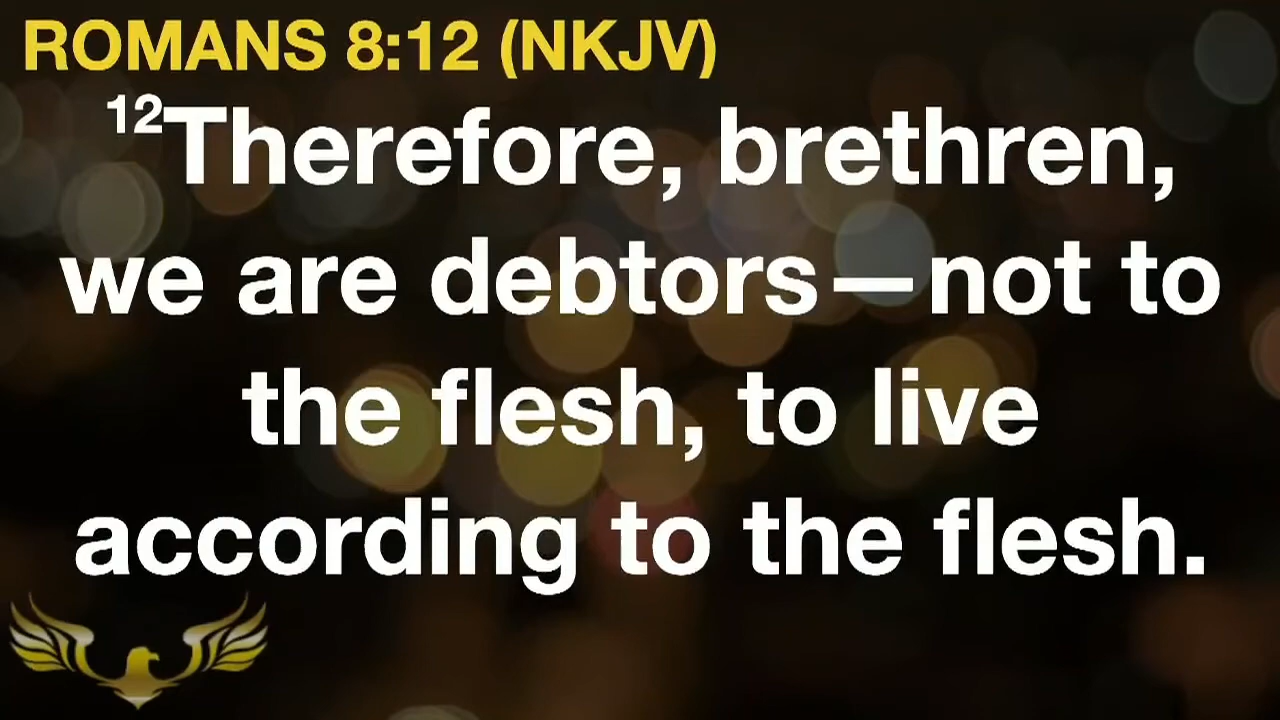 ROMANS 8:12 (NKJV)
12Therefore, brethren,
we are debtors—not to
the flesh, to live
according to the flesh.